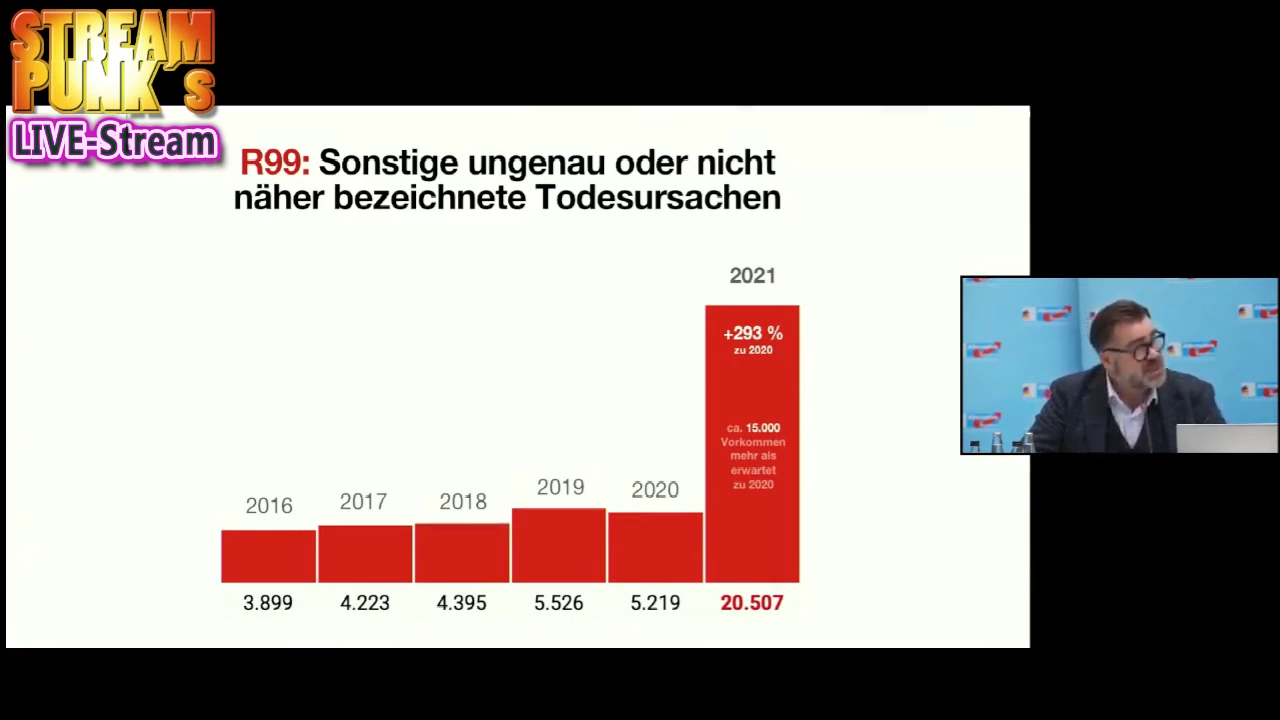 STREAM
PUNK´s
LIVE-Stream
R99: Sonstige ungenau oder nicht
näher bezeichnete Todesursachen
2021
+293 %
zu 2020
ca. 15.000
Vorkommen
mehr als
erwartet
zu 2020
2016
2017
2018
2019
2020
3.899
4.223
4.395
5.526
5.219
20.507